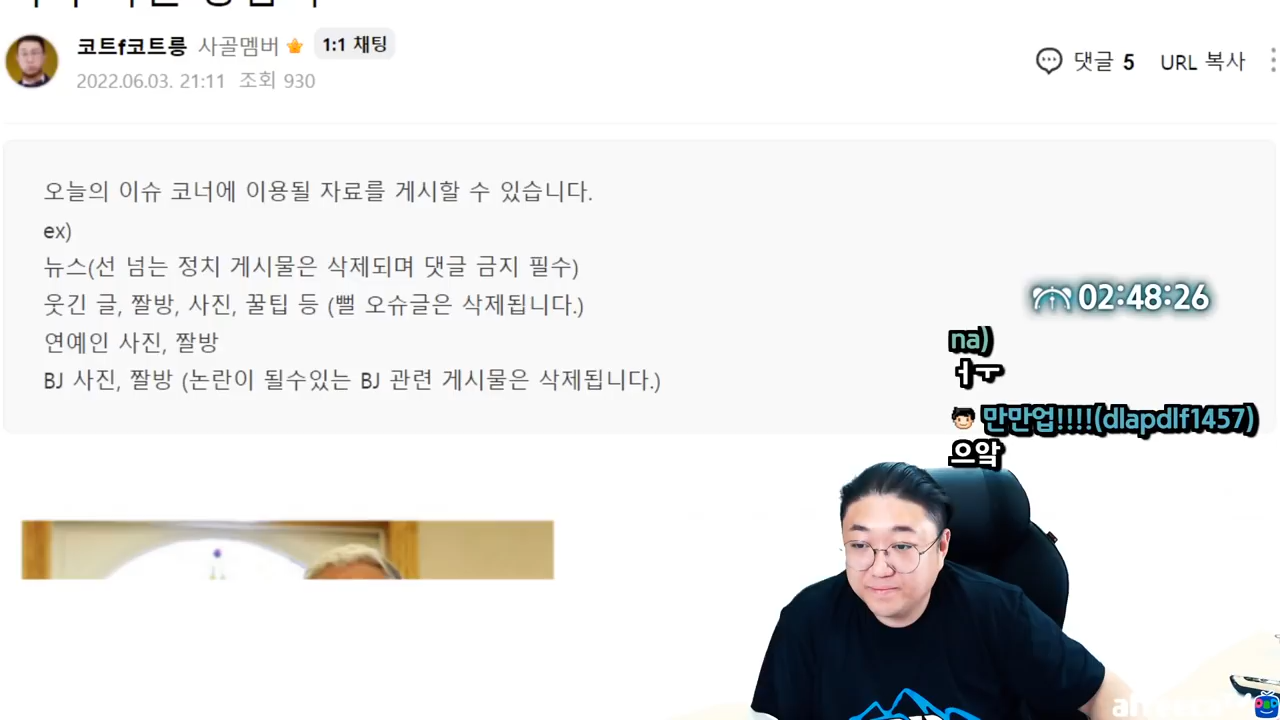 코트f코트릉 사골멤버 1:1 채팅
2022.06.03. 21:11 조회 930
댓글 5 URL 복사
오늘의 이슈 코너에 이용될 자료를 게시할 수 있습니다.
ex)
뉴스(선 넘는 정치 게시물은 삭제되며 댓글 금지 필수)
웃긴 글, 짤방, 사진, 꿀팁 등 (뻘 오슈글은 삭제됩니다.)
연예인 사진, 짤방
BJ 사진, 짤방 (논란이 될수있는 BJ 관련 게시물은 삭제됩니다.)
02:48:26
na)
ㅓㅜ
만만업!!!!(dlapdlf1457)
으앜